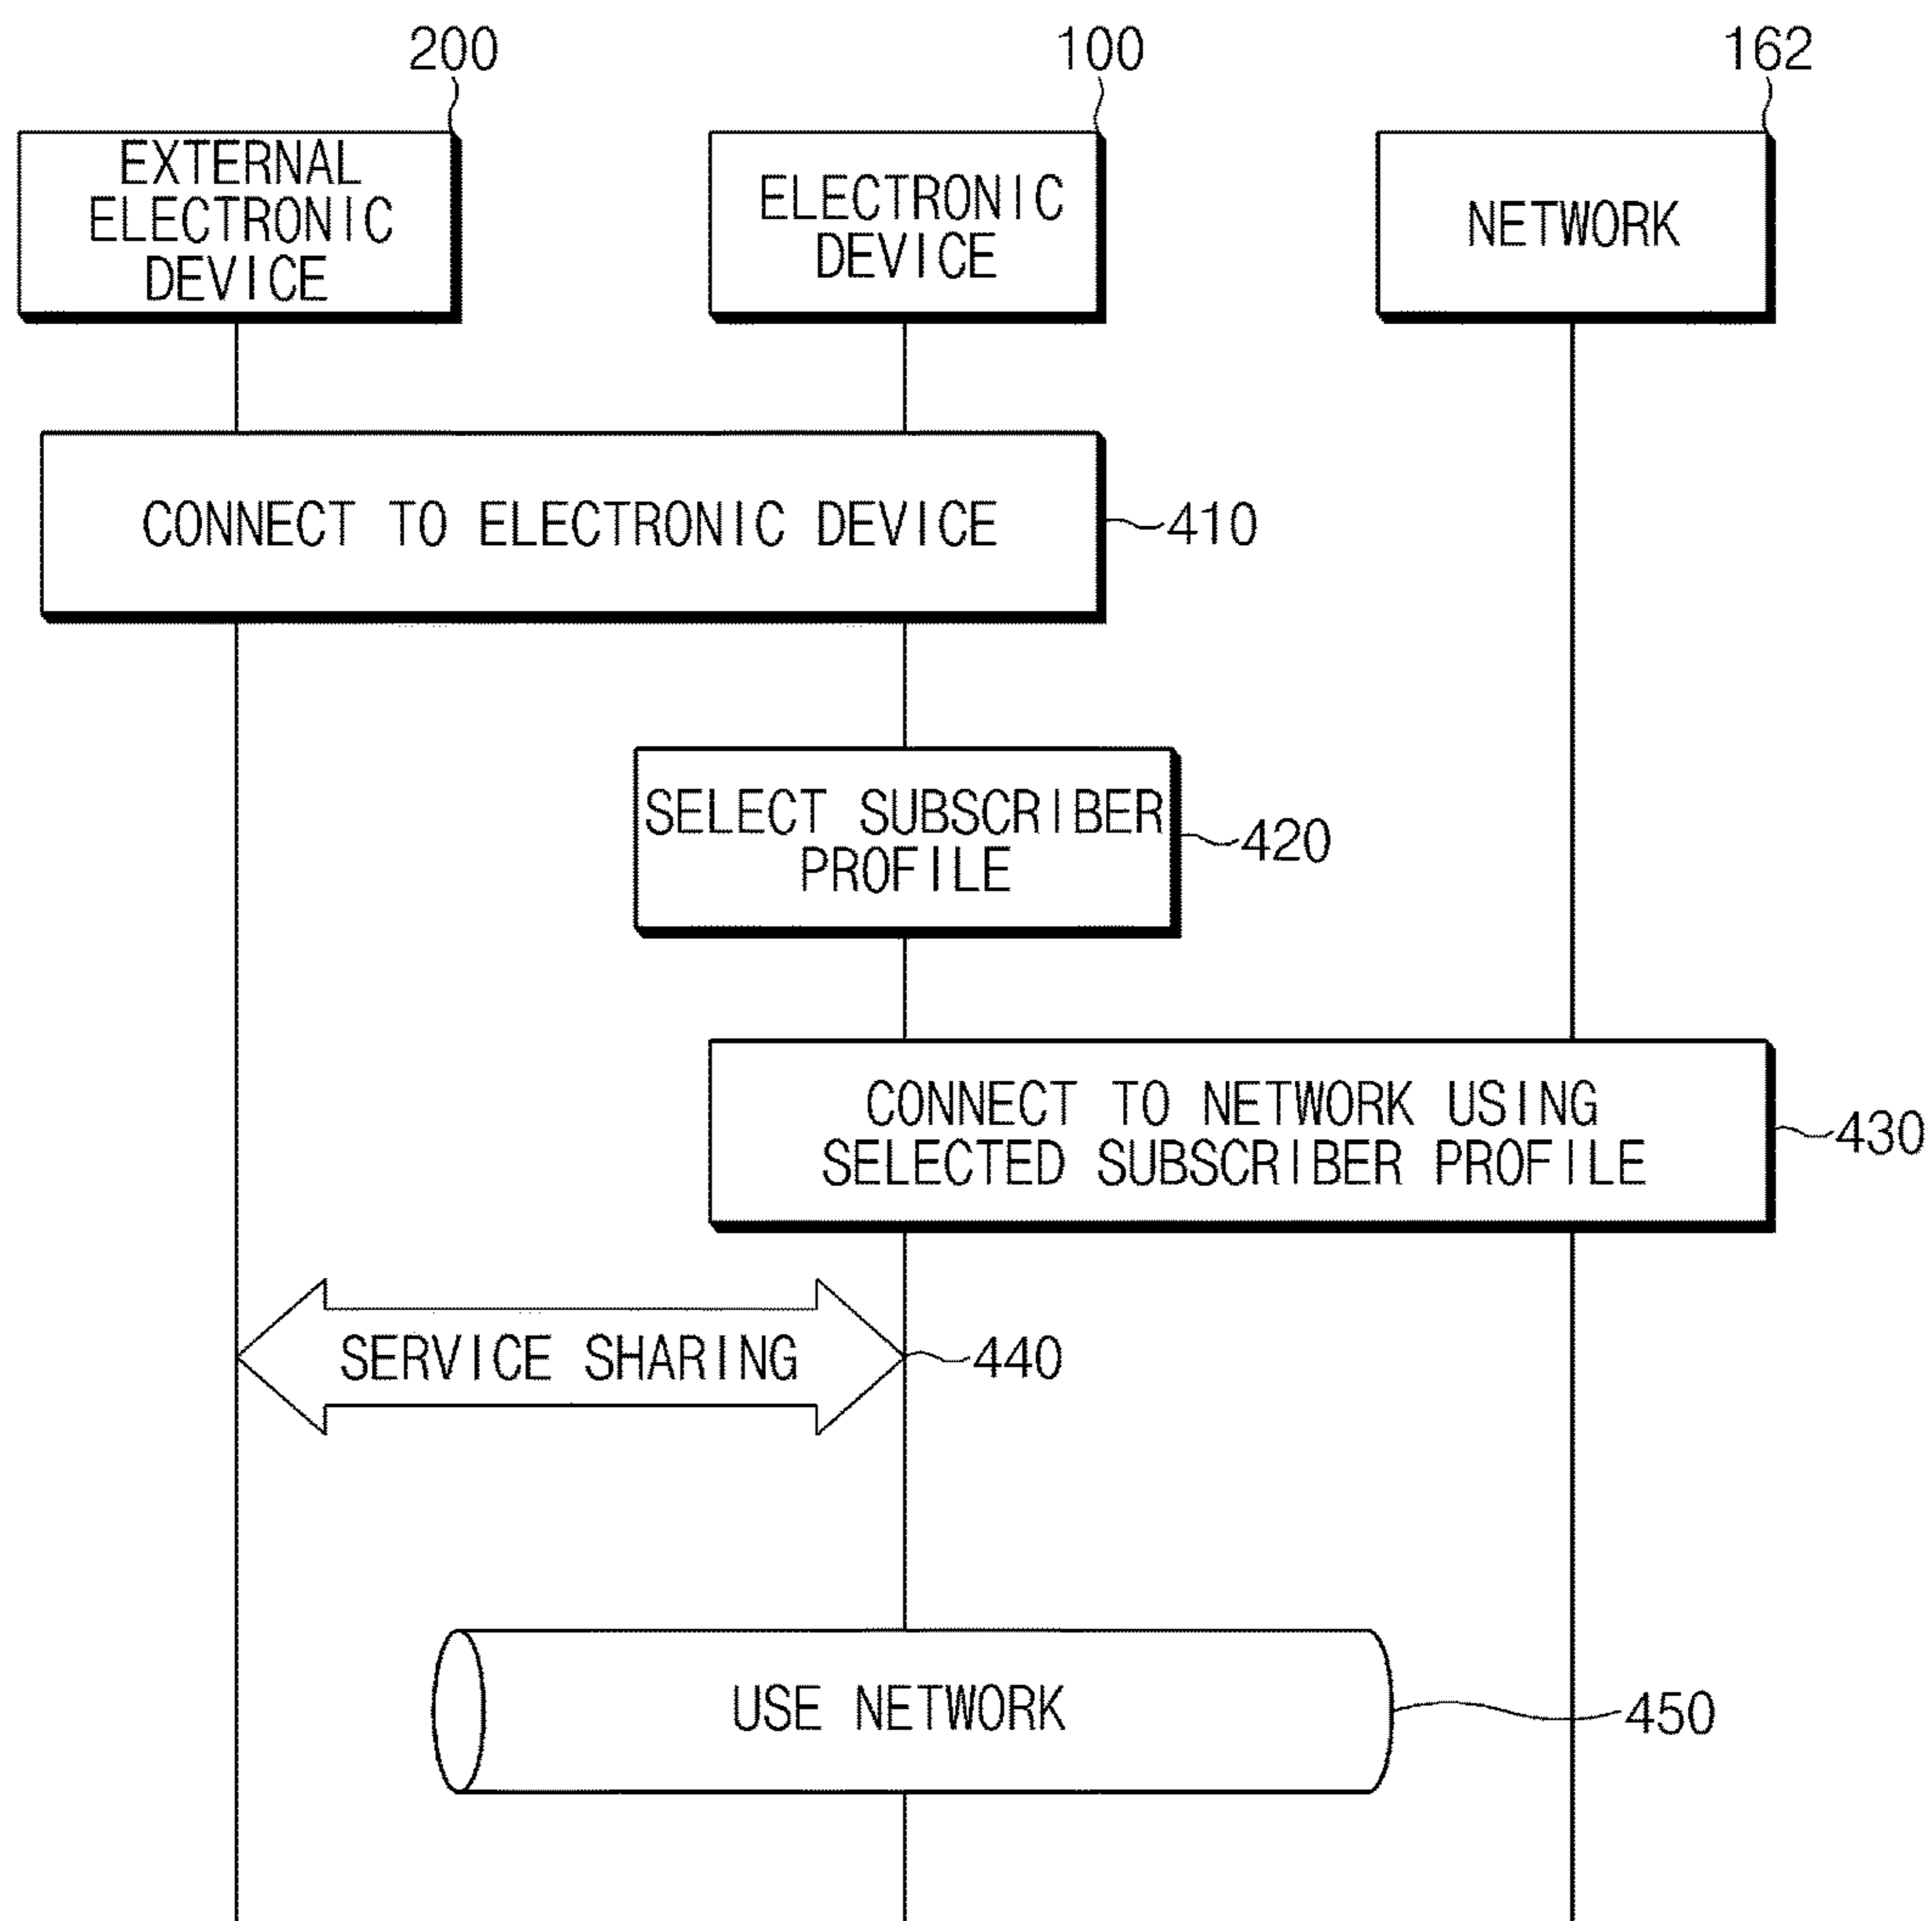 200
100
162
EXTERNAL
ELECTRONIC
DEVICE
ELECTRONIC
DEVICE
NETWORK
CONNECT TO ELECTRONIC DEVICE
410
SELECT SUBSCRIBER
PROFILE
420
CONNECT TO NETWORK USING
SELECTED SUBSCRIBER PROFILE
430
SERVICE SHARING
440
USE NETWORK
450